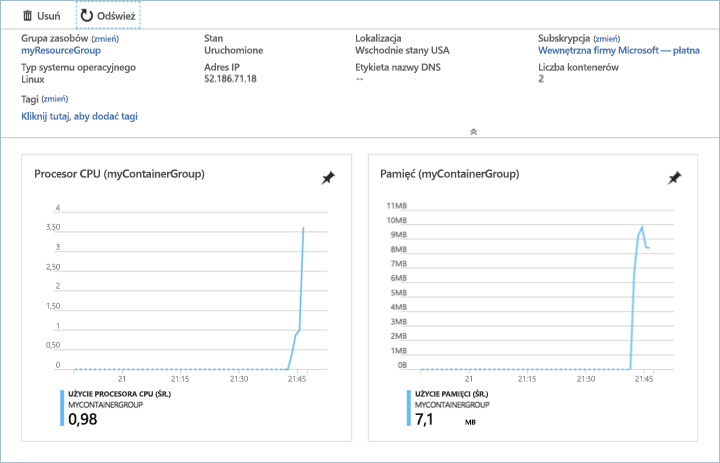 Usuń Odśwież
Grupa zasobów (zmień) Stan Lokalizacja Subskrypcja (zmień)
myResourceGroup Uruchomione Wschodnie stany USA Wewnętrzna firmy Microsoft — płatna
Typ systemu operacyjnego Adres IP Etykieta nazwy DNS Liczba kontenerów
Linux 52.186.71.18 -- 2
Tagi (zmień)
Kliknij tutaj, aby dodać tagi
Procesor CPU (myContainerGroup)
4
3,50
3
2,50
2
1,50
1
0,50
0
21 21:15 21:30 21:45
UŻYCIE PROCESORA CPU (ŚR.)
MYCONTAINERGROUP
0,98
Pamięć (myContainerGroup)
11MB
10MB
9MB
8MB
7MB
6MB
5MB
4MB
3MB
2MB
1MB
0B
21 21:15 21:30 21:45
UŻYCIE PAMIĘCI (ŚR.)
MYCONTAINERGROUP
7,1 MB